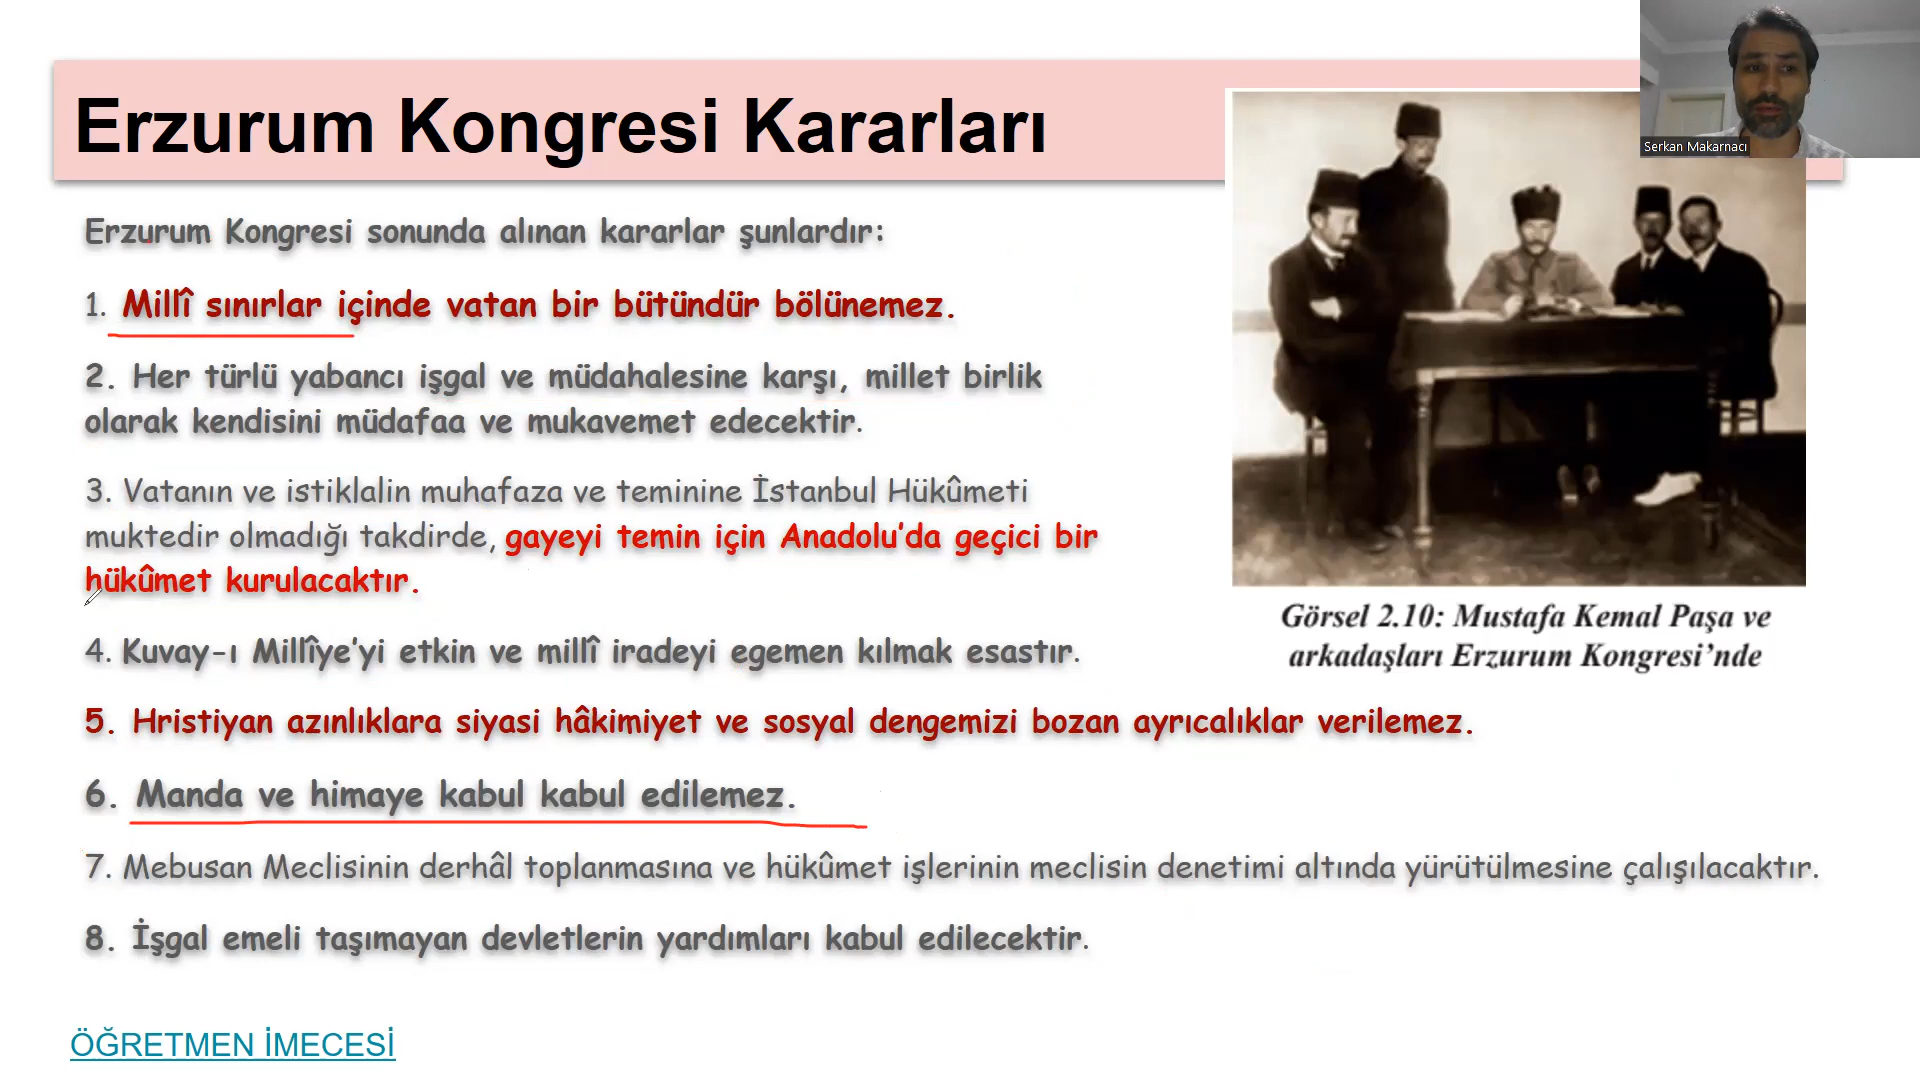 Erzurum Kongresi Kararları
Serkan Makarnacı
Erzurum Kongresi sonunda alınan kararlar şunlardır:
1. Millî sınırlar içinde vatan bir bütündür bölünemez.
2. Her türlü yabancı işgal ve müdahalesine karşı, millet birlik
olarak kendisini müdafaa ve mukavemet edecektir.
3. Vatanın ve istiklalin muhafaza ve teminine İstanbul Hükûmeti
muktedir olmadığı takdirde, gayeyi temin için Anadolu’da geçici bir
hükûmet kurulacaktır.
4. Kuvay-ı Millîye’yi etkin ve millî iradeyi egemen kılmak esastır.
5. Hristiyan azınlıklara siyasi hâkimiyet ve sosyal dengemizi bozan ayrıcalıklar verilemez.
6. Manda ve himaye kabul kabul edilemez.
7. Mebusan Meclisinin derhâl toplanmasına ve hükûmet işlerinin meclisin denetimi altında yürütülmesine çalışılacaktır.
8. İşgal emeli taşımayan devletlerin yardımları kabul edilecektir.
Görsel 2.10: Mustafa Kemal Paşa ve
arkadaşları Erzurum Kongresi’nde
ÖĞRETMEN İMECESİ